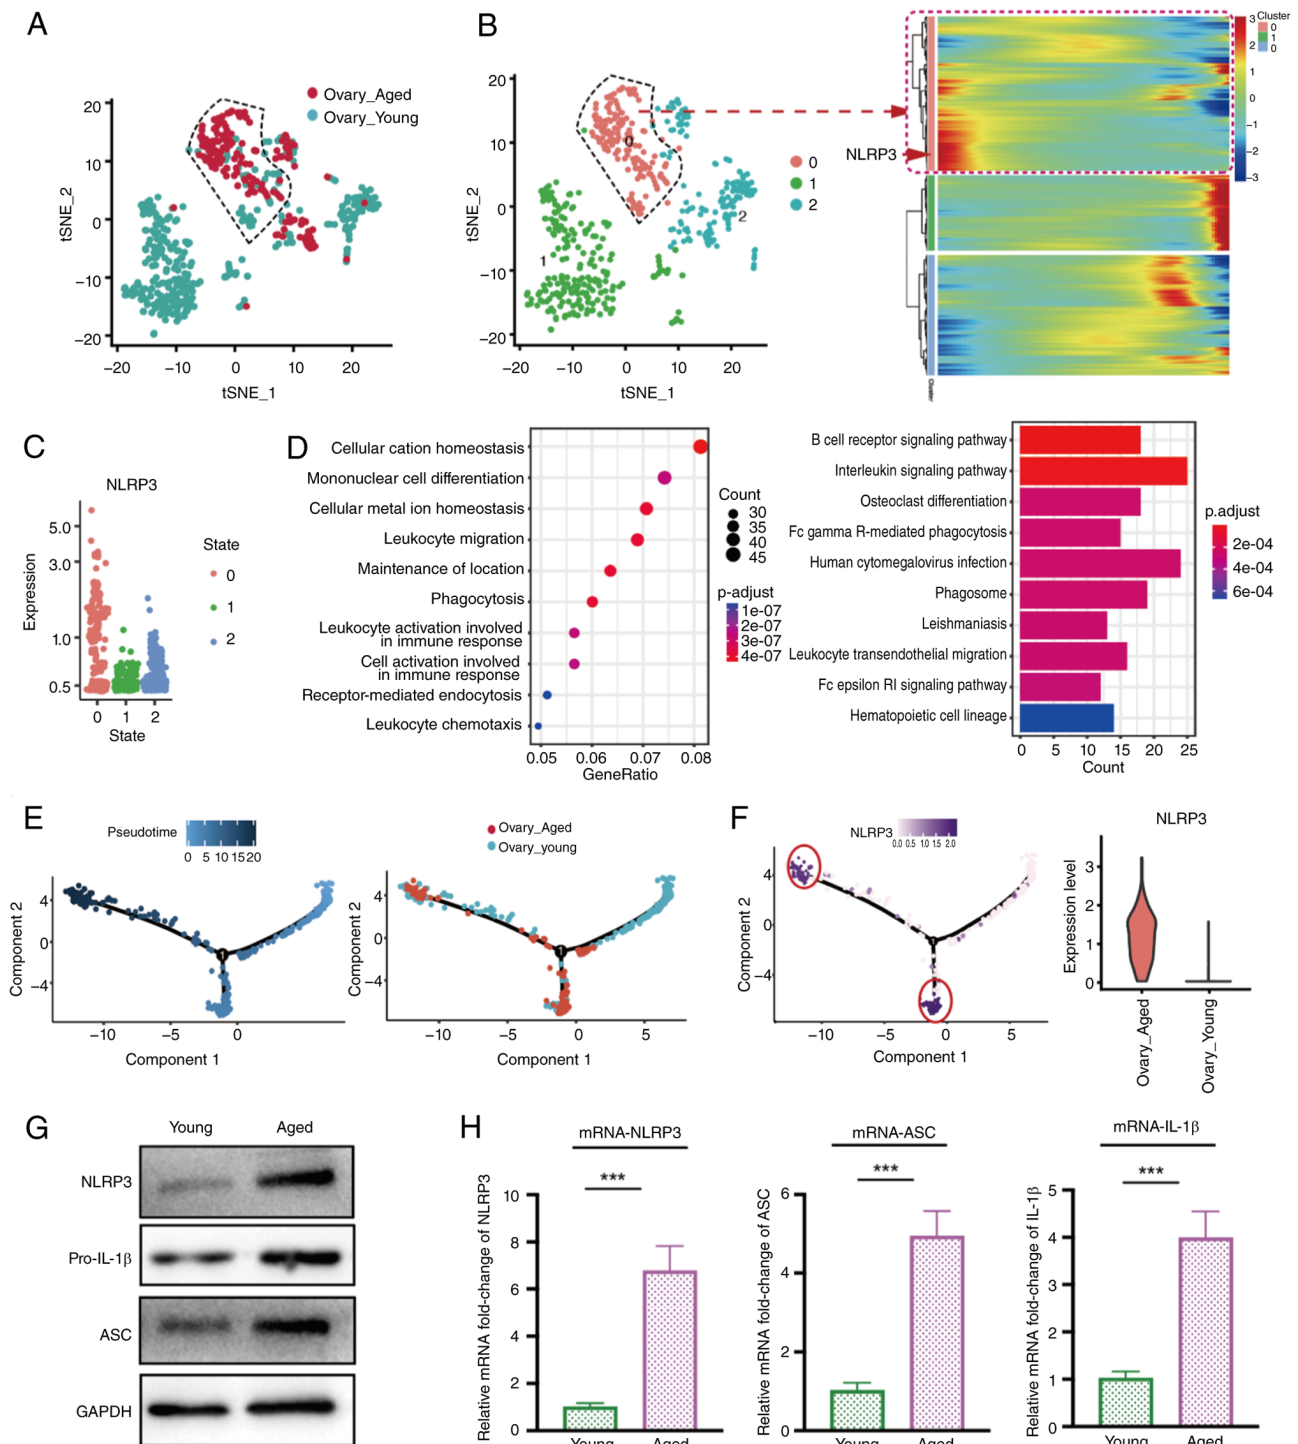 A
Ovary_Aged
Ovary_Young
tSNE_2
20
10
0
−10
−20
−20
−10
0
10
20
tSNE_1
B
tSNE_2
20
10
0
−10
−20
0
1
2
−20
−10
0
10
20
tSNE_1
0
1
2
NLRP3
3
2
1
0
−1
−2
−3
Cluster
0
1
0
Cluster
C
NLRP3
Expression
5.0
3.0
1.0
0.5
0
1
2
State
State
0
1
2
D
Cellular cation homeostasis
Mononuclear cell differentiation
Cellular metal ion homeostasis
Leukocyte migration
Maintenance of location
Phagocytosis
Leukocyte activation involved
in immune response
Cell activation involved
in immune response
Receptor-mediated endocytosis
Leukocyte chemotaxis
0.05
0.06
0.07
0.08
GeneRatio
Count
30
35
40
45
p-adjust
1e-07
2e-07
3e-07
4e-07
B cell receptor signaling pathway
Interleukin signaling pathway
Osteoclast differentiation
Fc gamma R-mediated phagocytosis
Human cytomegalovirus infection
Phagosome
Leishmaniasis
Leukocyte transendothelial migration
Fc epsilon RI signaling pathway
Hematopoietic cell lineage
0
5
10
15
20
25
Count
p.adjust
2e-04
4e-04
6e-04
E
Pseudotime
0 5 10 15 20
Component 2
4
0
−4
1
−10
−5
0
Component 1
Ovary_Aged
Ovary_young
Component 2
4
0
−4
1
−10
−5
0
5
Component 1
F
NLRP3
0.0 0.5 1.0 1.5 2.0
Component 2
4
0
−4
1
−10
−5
0
5
Component 1
NLRP3
Expression level
3
2
1
0
Ovary_Aged
Ovary_Young
G
Young
Aged
NLRP3
Pro-IL-1β
ASC
GAPDH
H
mRNA-NLRP3
***
Relative mRNA fold-change of NLRP3
10
8
6
4
2
0
Young
Aged
mRNA-ASC
***
Relative mRNA fold-change of ASC
6
4
2
0
Young
Aged
mRNA-IL-1β
***
Relative mRNA fold-change of IL-1β
5
4
3
2
1
0
Young
Aged